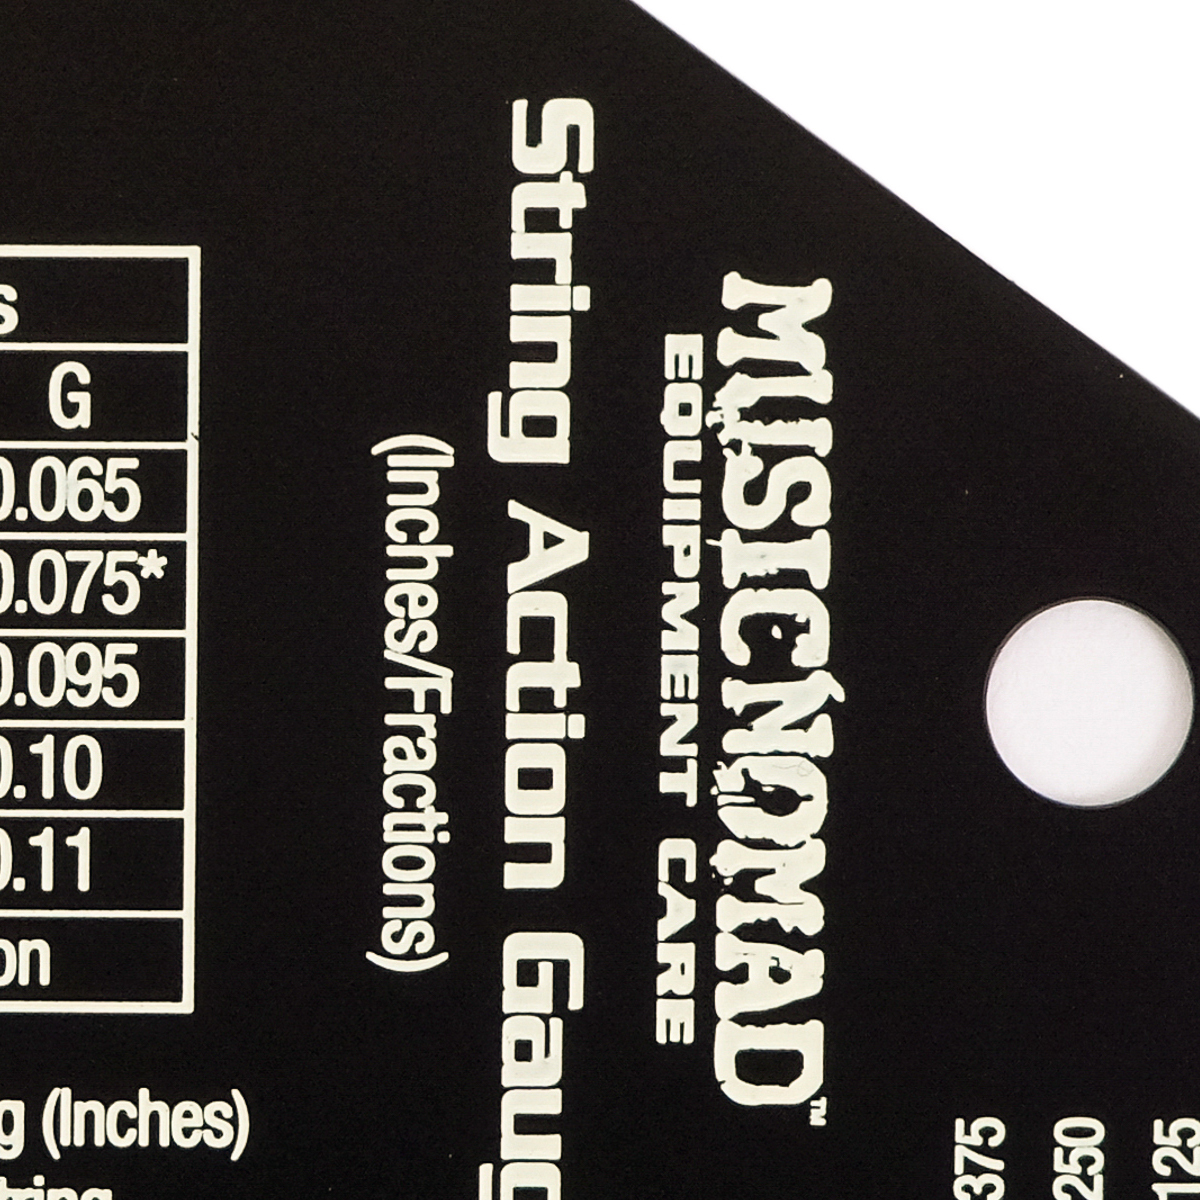 MUSICNOMAD™
EQUIPMENT CARE
String Action Gaug
(Inches/Fractions)
s
G
0.065
0.075*
0.095
0.10
0.11
on
g (Inches)
tring
375
250
125